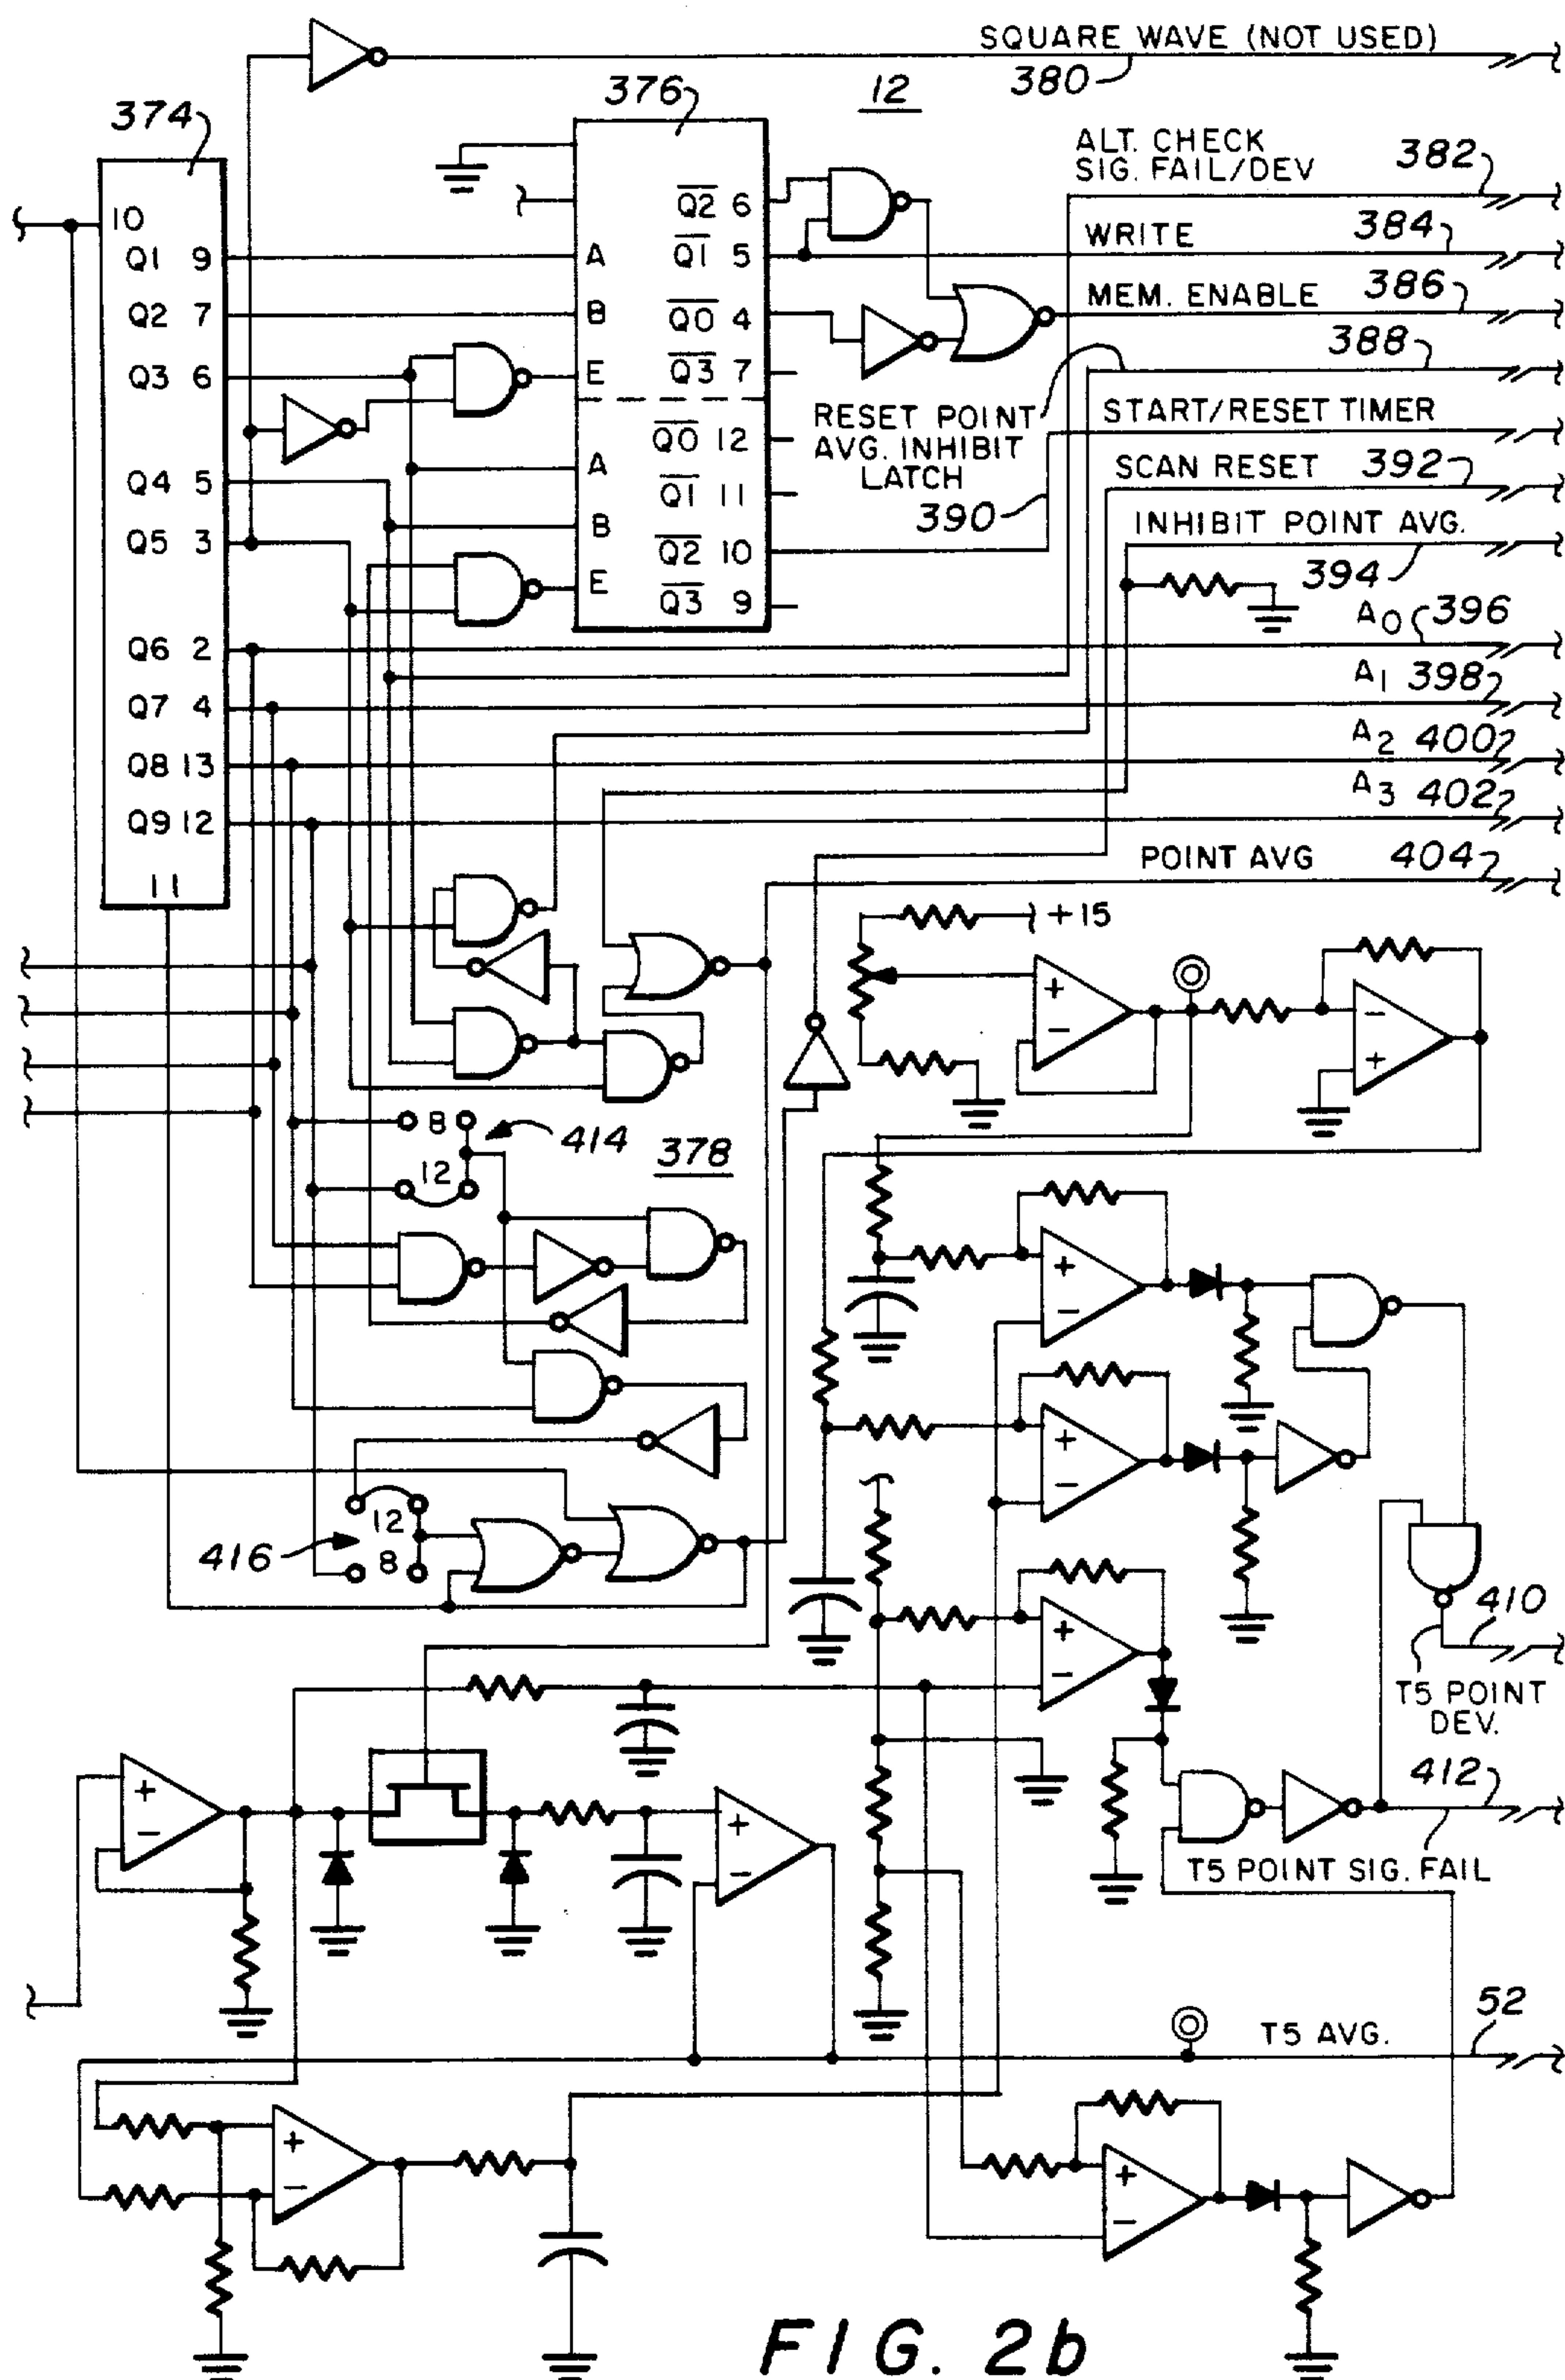 SQUARE WAVE (NOT USED)
380
12
374
376
ALT. CHECK
SIG. FAIL/DEV
382
10
Q2 6
Q1 9
A
Q1 5
WRITE
384
Q2 7
B
Q0 4
MEM. ENABLE
386
Q3 6
E
Q3 7
388
RESET POINT
AVG. INHIBIT
LATCH
START/RESET TIMER
390
Q0 12
A
Q1 11
SCAN RESET
392
Q4 5
B
Q2 10
INHIBIT POINT AVG.
394
Q5 3
E
Q3 9
Q6 2
A0
396
Q7 4
A1
398
Q8 13
A2
400
Q9 12
A3
402
11
POINT AVG
404
+15
+
−
−
+
8
414
378
12
+
−
+
−
12
416
8
+
−
410
T5 POINT
DEV.
412
T5 POINT SIG. FAIL
+
−
+
−
52
T5 AVG.
+
−
+
−
FIG. 2b